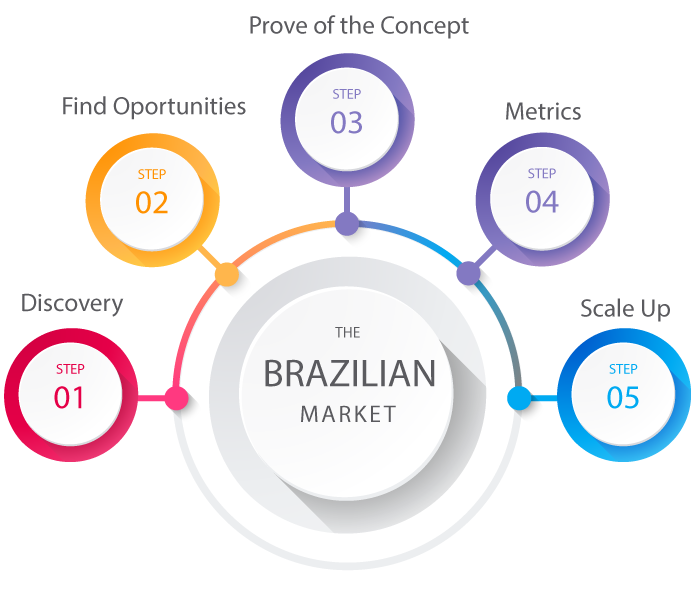 Prove of the Concept
STEP
03
Find Oportunities
STEP
02
Metrics
STEP
04
Discovery
STEP
01
Scale Up
STEP
05
THE
BRAZILIAN
MARKET